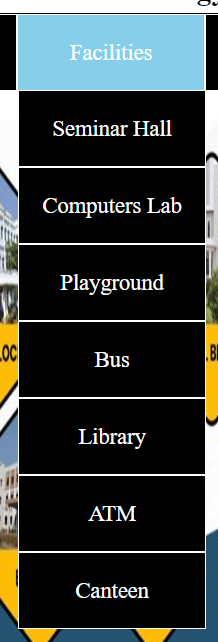 Facilities
Seminar Hall
Computers Lab
Playground
Bus
Library
ATM
Canteen